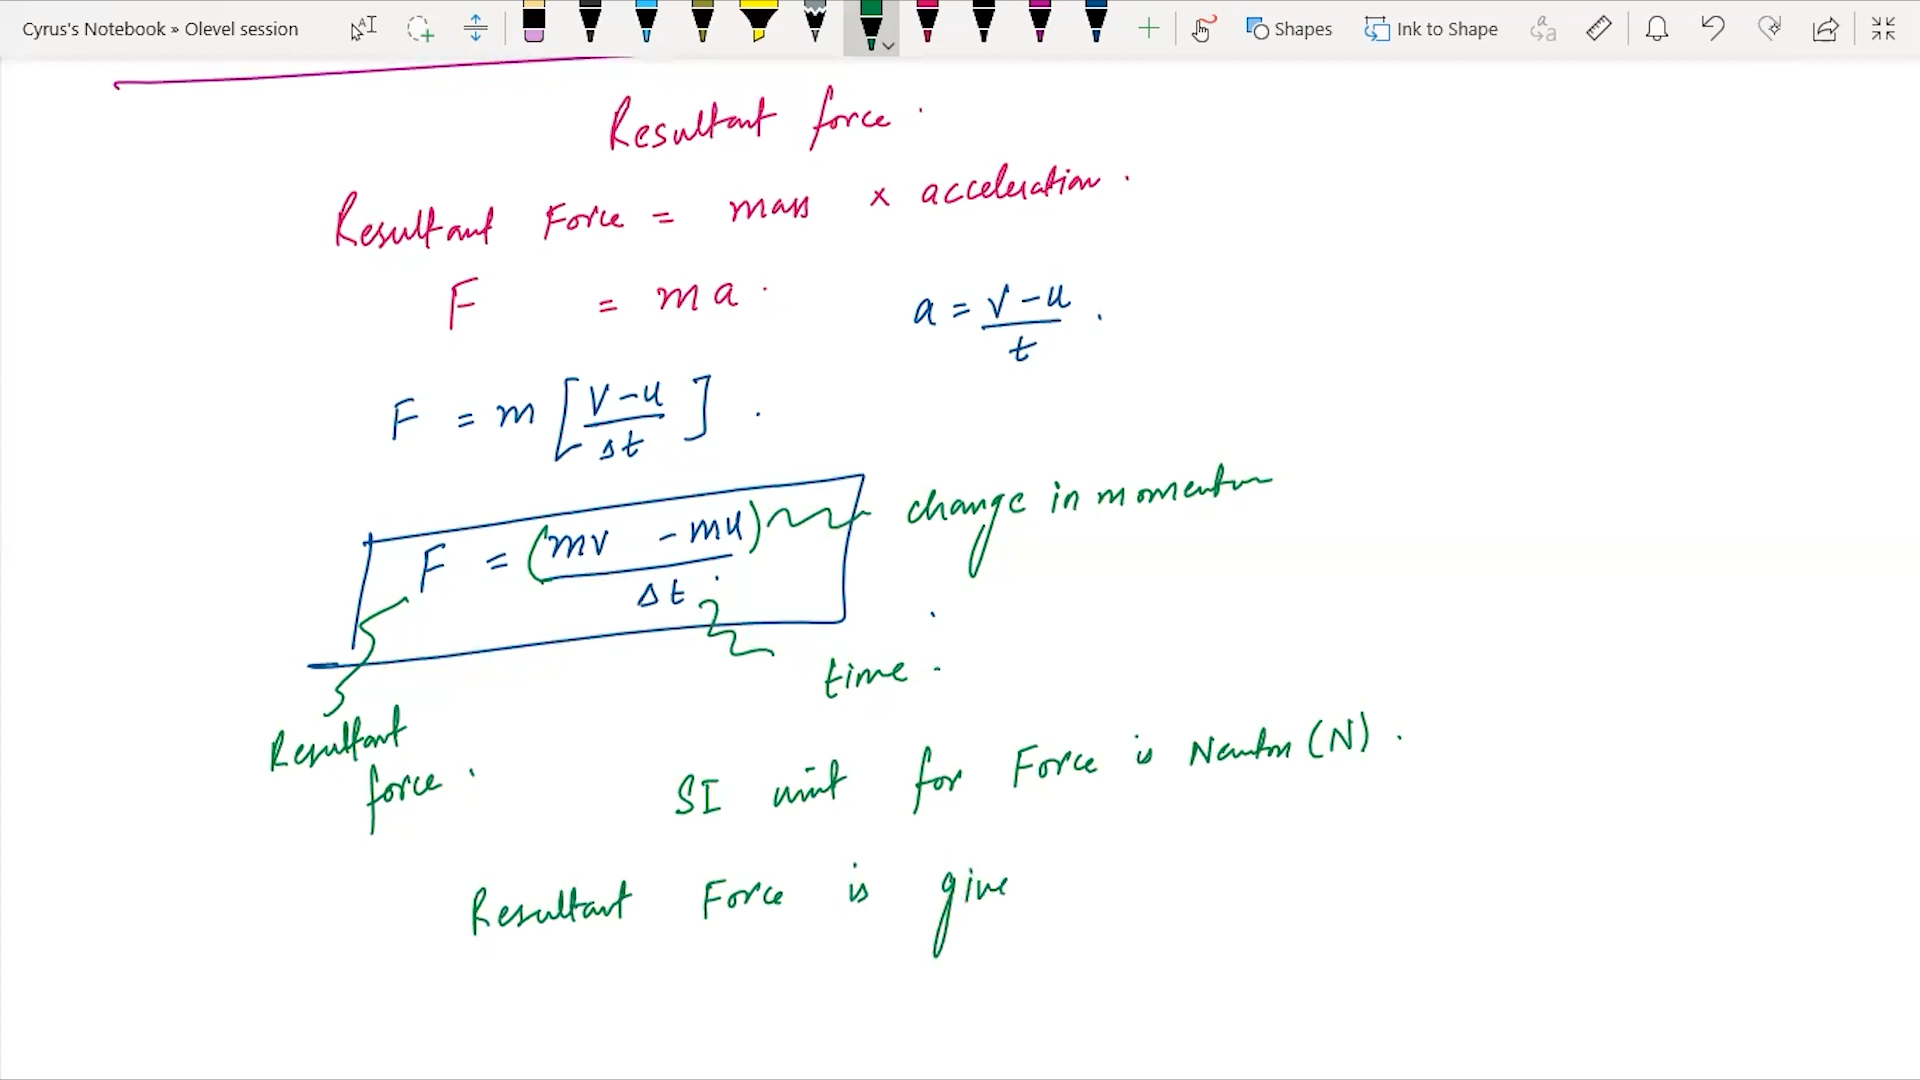 Cyrus's Notebook » Olevel session
Shapes
Ink to Shape
Resultant force.
Resultant Force = mass x acceleration.
F = ma.
a = v-u/t.
F = m[v-u/Δt].
F = (mv - mu)/Δt
change in momentum
time.
Resultant
force.
SI unit for Force is Newton (N).
Resultant Force is give